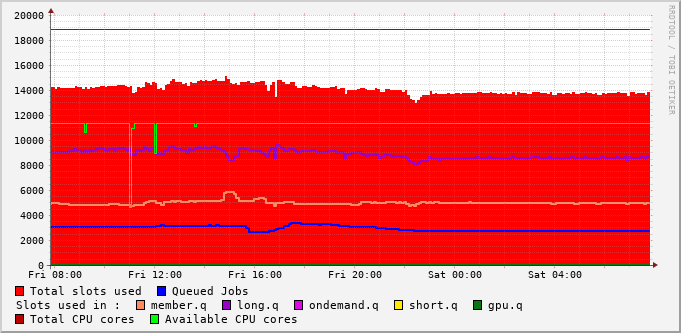 RRDTOOL / TOBI OETIKER
20000
18000
16000
14000
12000
10000
8000
6000
4000
2000
0
Fri 08:00 Fri 12:00 Fri 16:00 Fri 20:00 Sat 00:00 Sat 04:00
Total slots used Queued Jobs
Slots used in : member.q long.q ondemand.q short.q gpu.q
Total CPU cores Available CPU cores